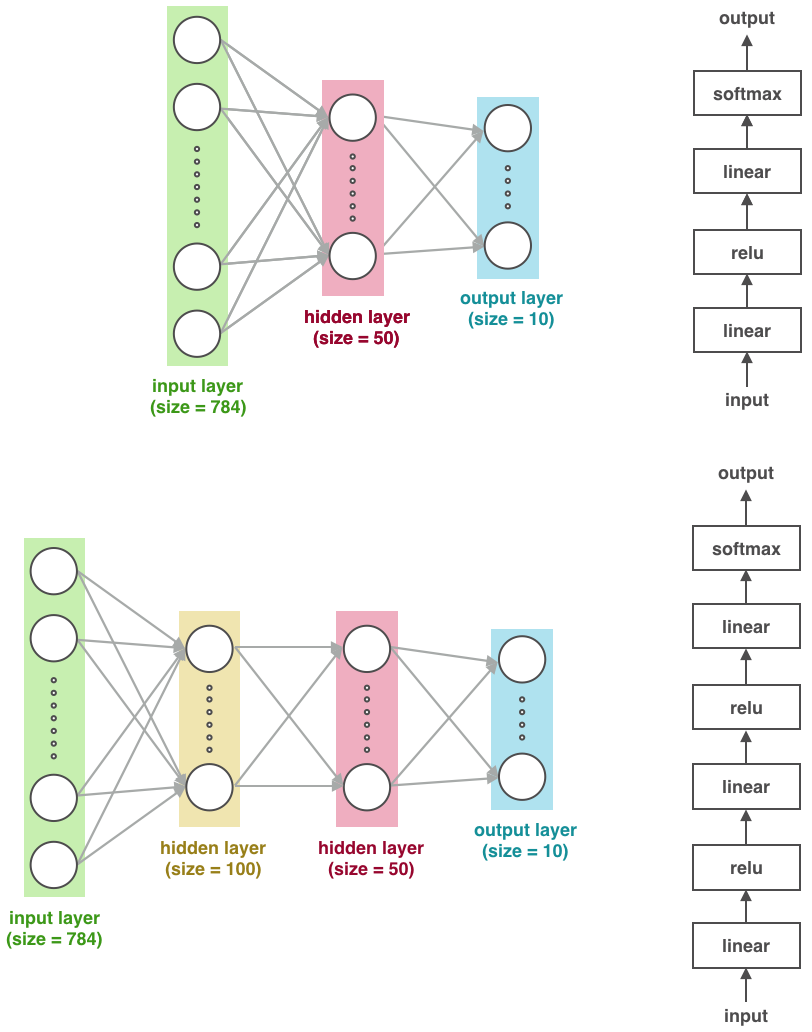 hidden layer
(size = 50)
output layer
(size = 10)
input layer
(size = 784)
output
softmax
linear
relu
linear
input
hidden layer
(size = 100)
hidden layer
(size = 50)
output layer
(size = 10)
input layer
(size = 784)
output
softmax
linear
relu
linear
relu
linear
input